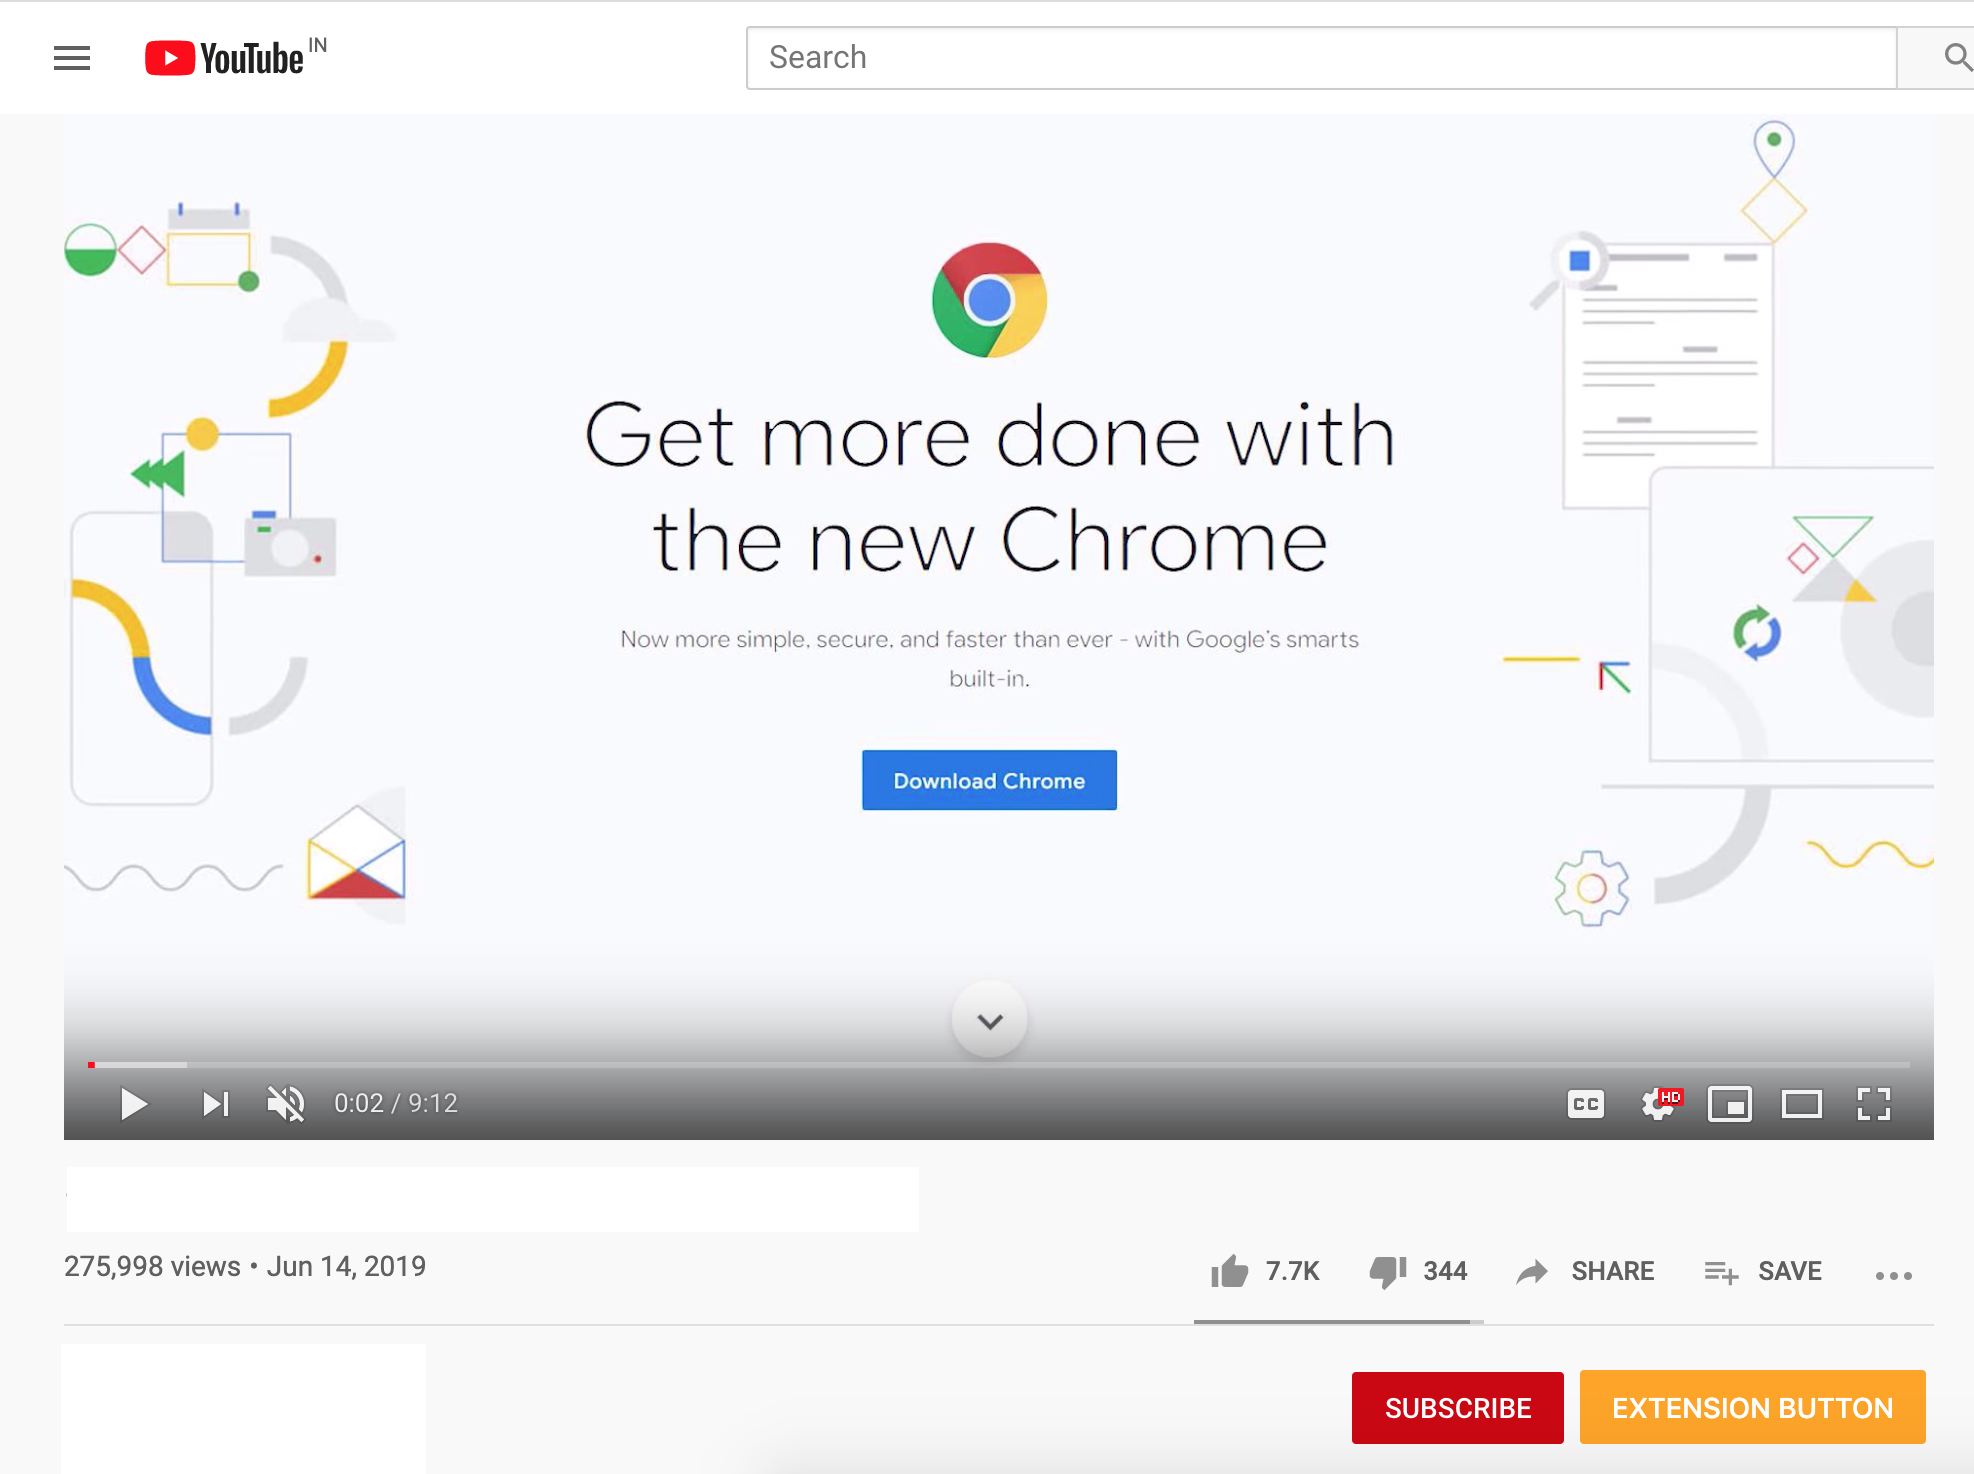 YouTube IN
Search
Get more done with
the new Chrome
Now more simple, secure, and faster than ever - with Google's smarts
built-in.
Download Chrome
0:02 / 9:12
CC
HD
275,998 views • Jun 14, 2019
7.7K
344
SHARE
SAVE
SUBSCRIBE
EXTENSION BUTTON